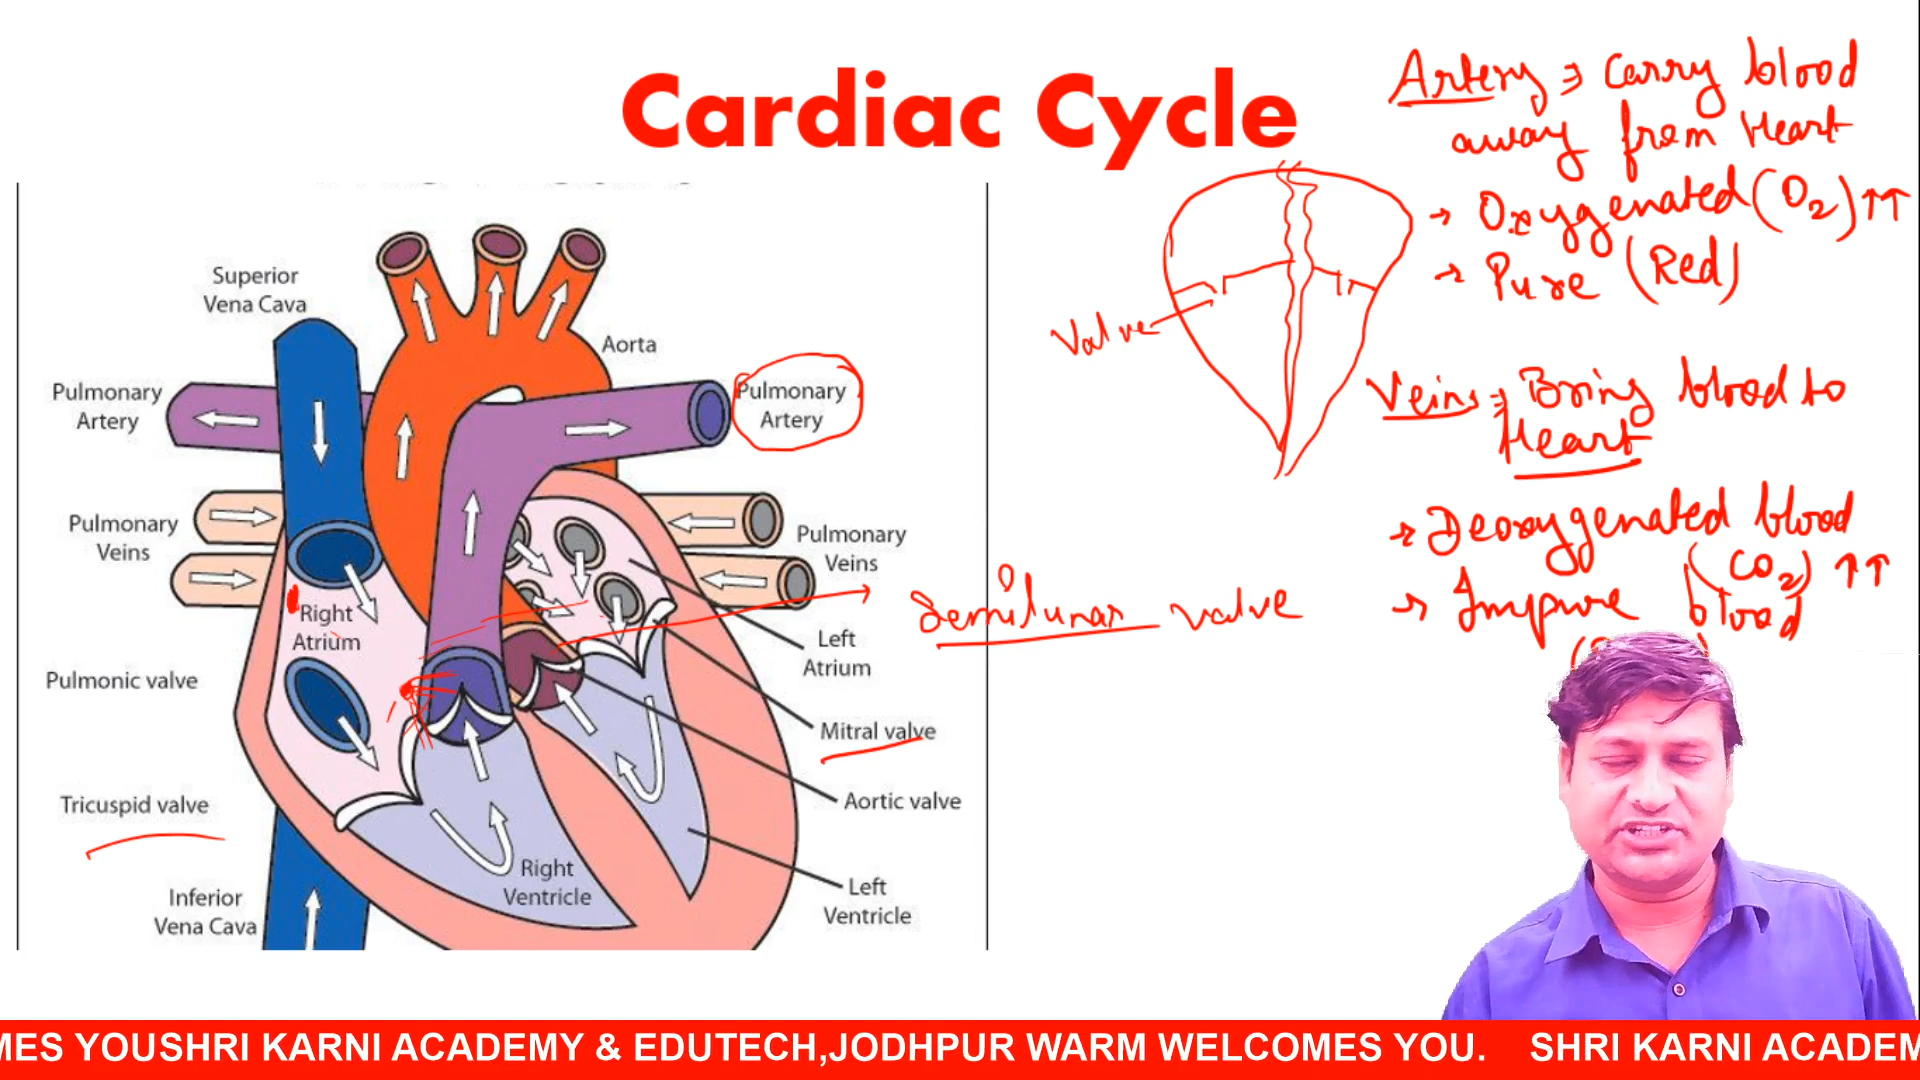 Cardiac Cycle
Artery ⇒ Carry blood
away from Heart
→ Oxygenated (O2) ↑↑
→ Pure (Red)
Valve
Veins ⇒ Bring blood to
Heart
→ Deoxygenated blood
(CO2) ↑↑
→ Impure blood
Semilunar valve
Superior
Vena Cava
Aorta
Pulmonary
Artery
Pulmonary
Artery
Pulmonary
Veins
Pulmonary
Veins
Right
Atrium
Left
Atrium
Pulmonic valve
Mitral valve
Tricuspid valve
Aortic valve
Right
Ventricle
Left
Ventricle
Inferior
Vena Cava
MES YOUSHRI KARNI ACADEMY & EDUTECH,JODHPUR WARM WELCOMES YOU. SHRI KARNI ACADEM